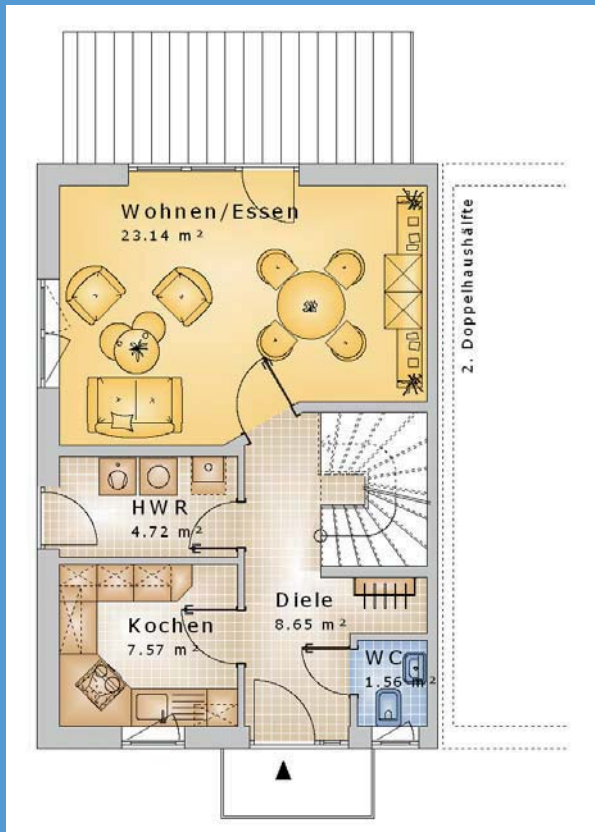 Wohnen/Essen
23.14 m²
2. Doppelhaushälfte
HWR
4.72 m²
Diele
8.65 m²
Kochen
7.57 m²
WC
1.56 m²